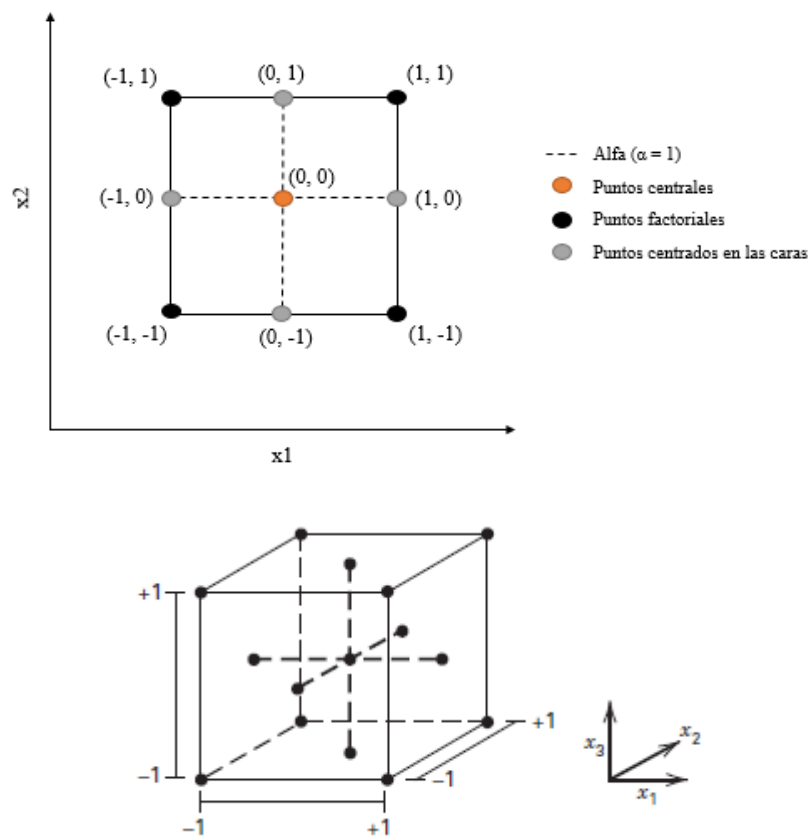 (-1, 1)
(0, 1)
(1, 1)
(0, 0)
(-1, 0)
(1, 0)
(-1, -1)
(0, -1)
(1, -1)
x2
x1
Alfa (α = 1)
Puntos centrales
Puntos factoriales
Puntos centrados en las caras
+1
−1
−1
+1
−1
+1
x3
x2
x1